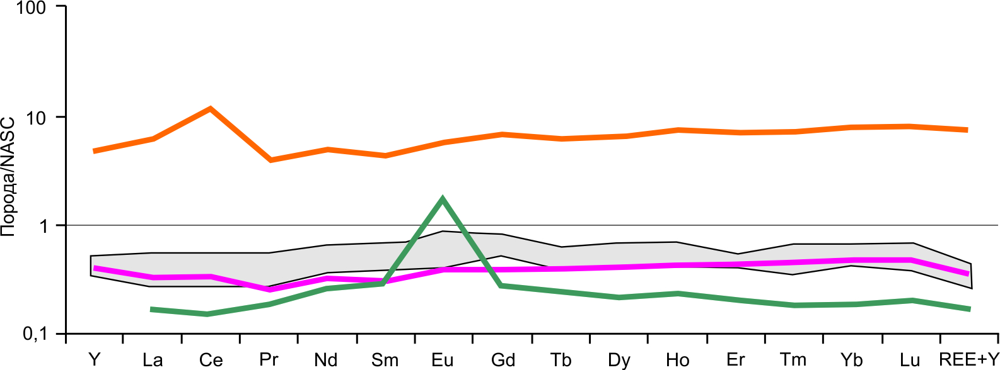 100
10
1
0,1
Порода/NASC
Y La Ce Pr Nd Sm Eu Gd Tb Dy Ho Er Tm Yb Lu REE+Y